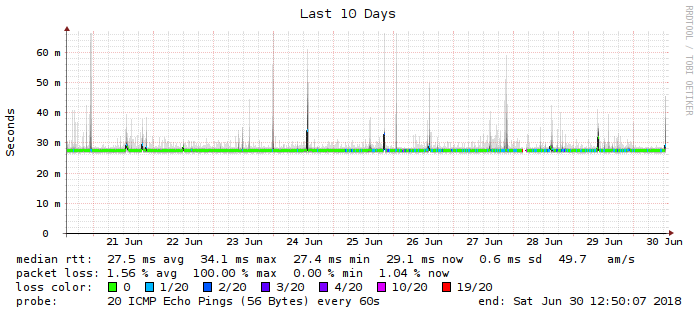 Last 10 Days
RRDTOOL / TOBI OETIKER
Seconds
60 m
50 m
40 m
30 m
20 m
10 m
0
21 Jun 22 Jun 23 Jun 24 Jun 25 Jun 26 Jun 27 Jun 28 Jun 29 Jun 30 Jun
median rtt: 27.5 ms avg 34.1 ms max 27.4 ms min 29.1 ms now 0.6 ms sd 49.7 am/s
packet loss: 1.56 % avg 100.00 % max 0.00 % min 1.04 % now
loss color: 0 1/20 2/20 3/20 4/20 10/20 19/20
probe: 20 ICMP Echo Pings (56 Bytes) every 60s end: Sat Jun 30 12:50:07 2018